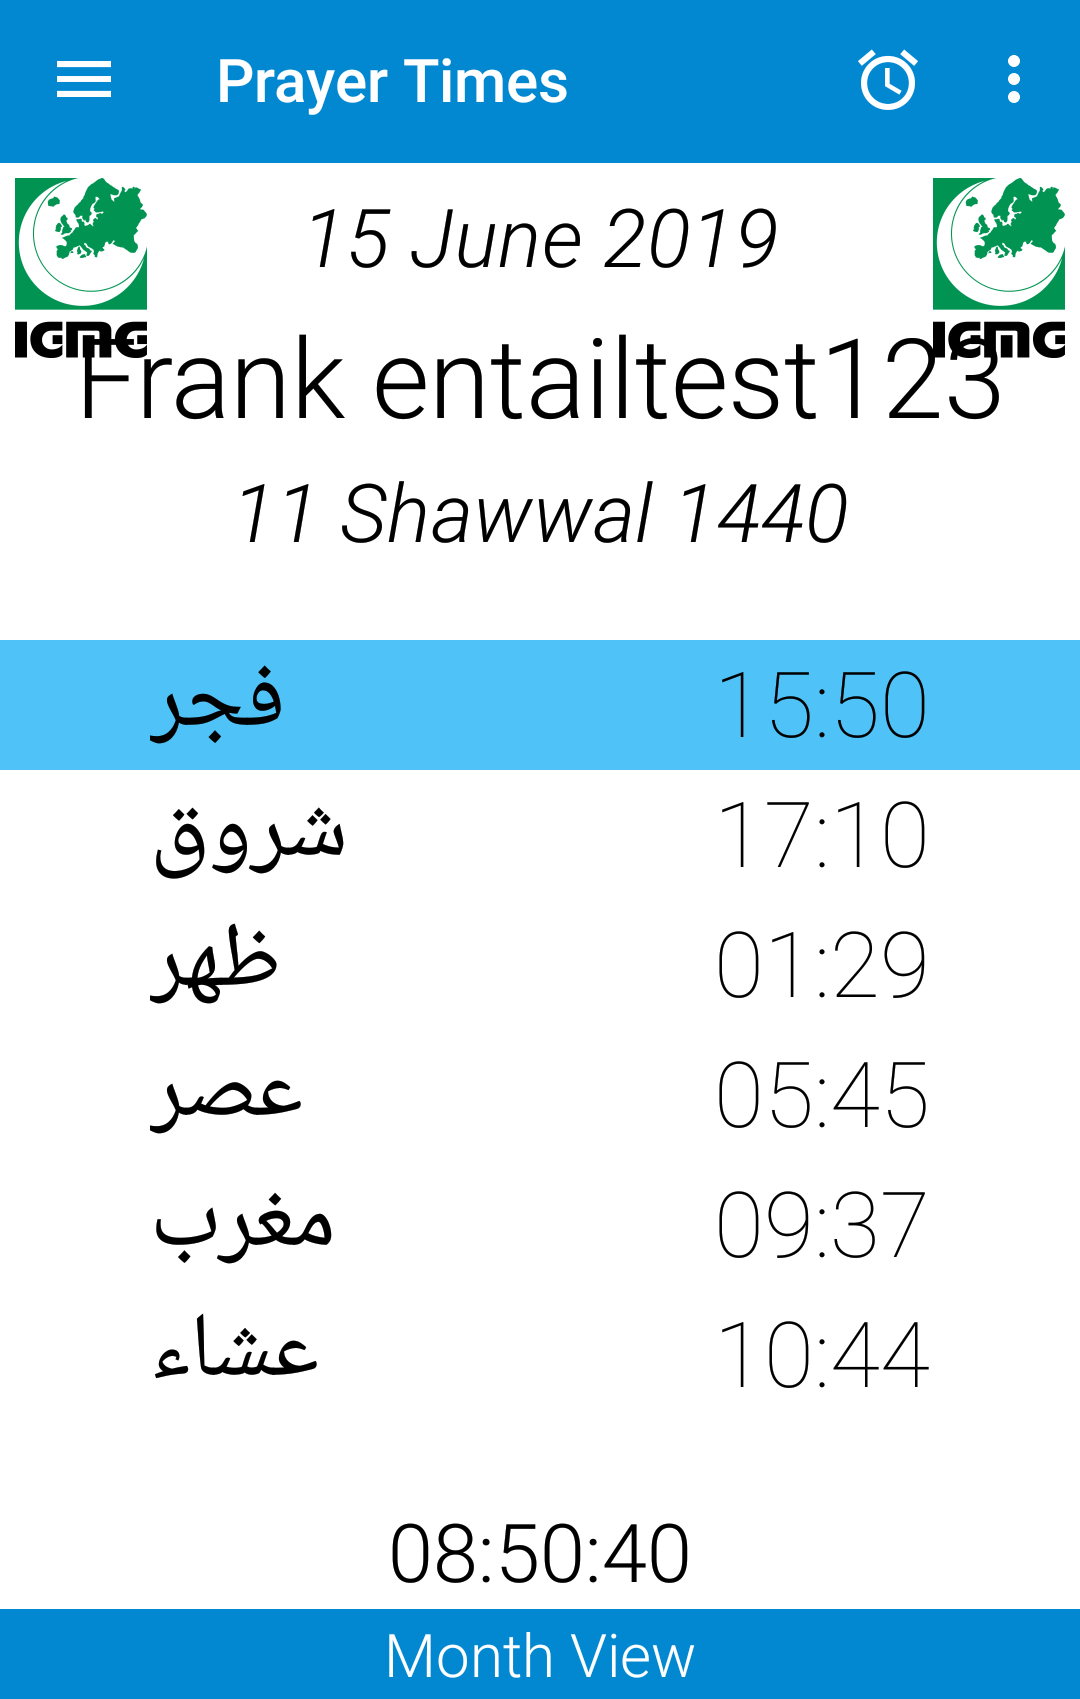 Prayer Times
15 June 2019
IGMG IGMG
Frank entailtest123
11 Shawwal 1440
فجر 15:50
شروق 17:10
ظهر 01:29
عصر 05:45
مغرب 09:37
عشاء 10:44
08:50:40
Month View